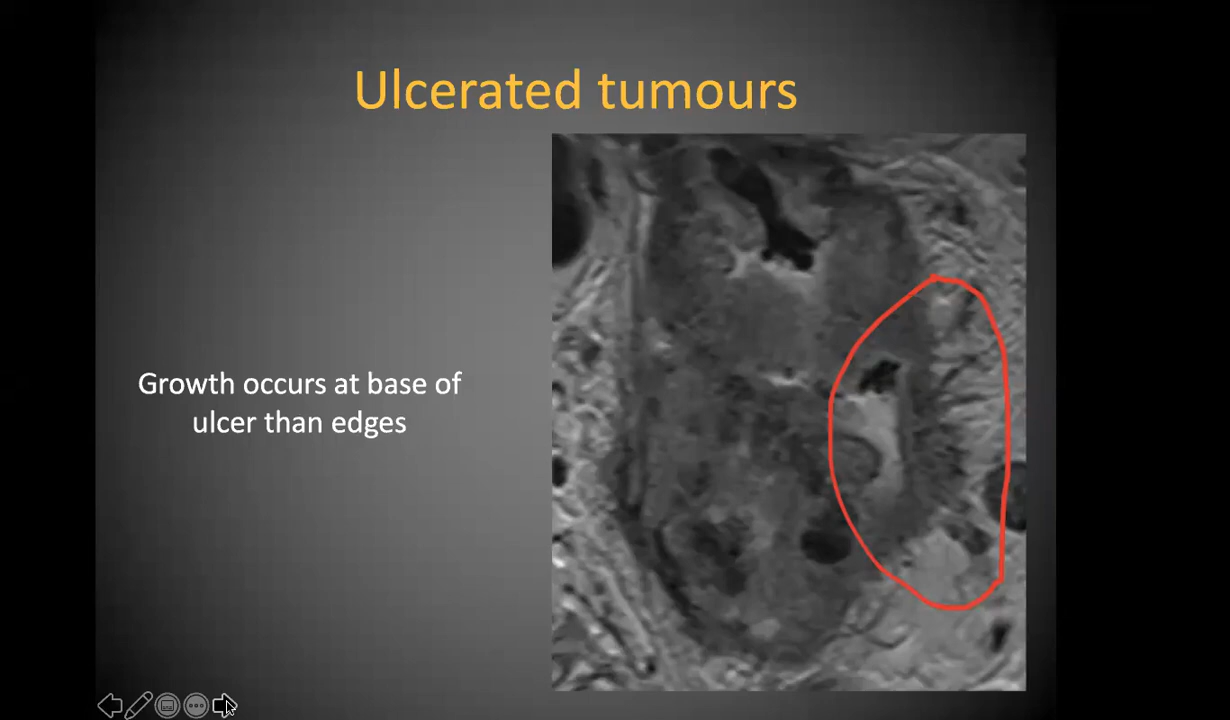 Ulcerated tumours
Growth occurs at base of
ulcer than edges